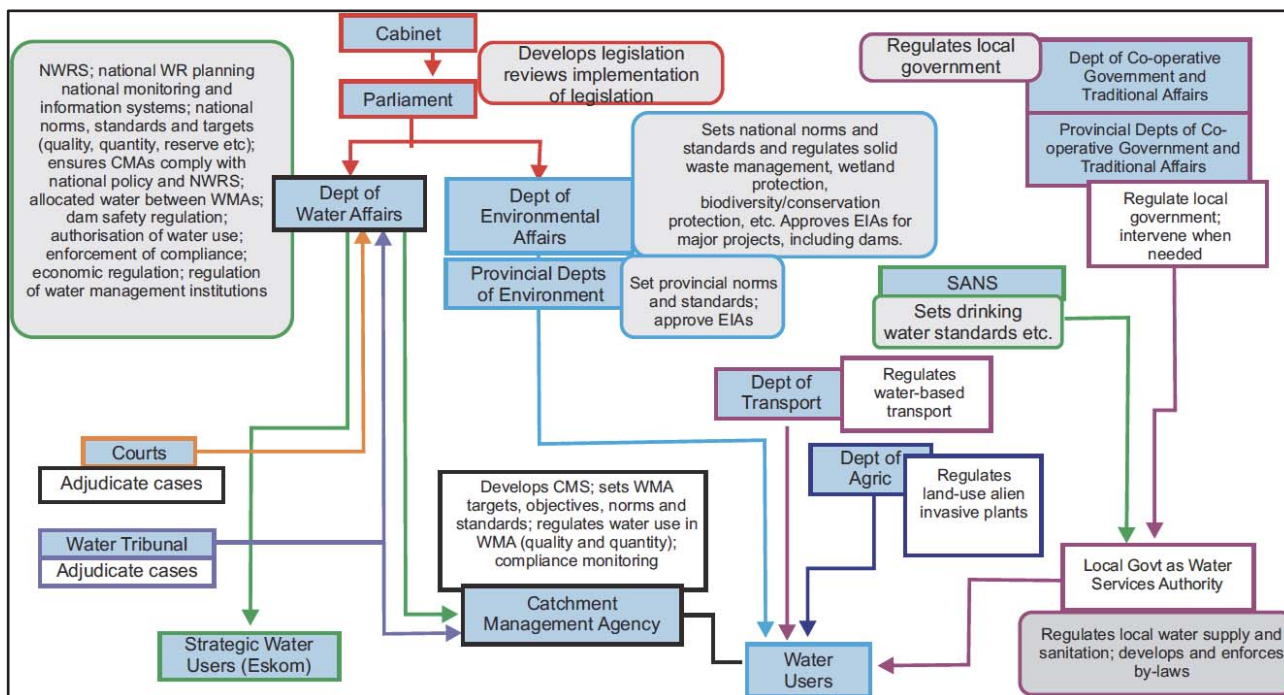 Cabinet
Parliament
Develops legislation
reviews implementation
of legislation
Regulates local
government
Dept of Co-operative
Government and
Traditional Affairs
Provincial Depts of Co-
operative Government and
Traditional Affairs
Regulate local
government;
intervene when
needed
NWRS; national WR planning
national monitoring and
information systems; national
norms, standards and targets
(quality, quantity, reserve etc);
ensures CMAs comply with
national policy and NWRS;
allocated water between WMAs;
dam safety regulation;
authorisation of water use;
enforcement of compliance;
economic regulation; regulation
of water management institutions
Dept of
Water Affairs
Dept of
Environmental
Affairs
Sets national norms and
standards and regulates solid
waste management, wetland
protection,
biodiversity/conservation
protection, etc. Approves EIAs for
major projects, including dams.
Provincial Depts
of Environment
Set provincial norms
and standards;
approve EIAs
SANS
Sets drinking
water standards etc.
Dept of
Transport
Regulates
water-based
transport
Courts
Adjudicate cases
Dept of
Agric
Regulates
land-use alien
invasive plants
Develops CMS; sets WMA
targets, objectives, norms and
standards; regulates water use in
WMA (quality and quantity);
compliance monitoring
Water Tribunal
Adjudicate cases
Local Govt as Water
Services Authority
Catchment
Management Agency
Strategic Water
Users (Eskom)
Water
Users
Regulates local water supply and
sanitation; develops and enforces
by-laws